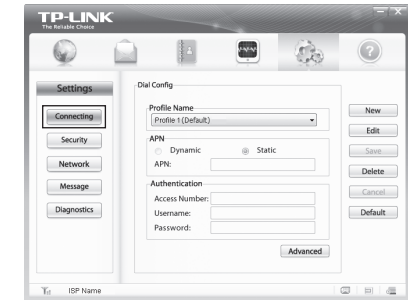 TP-LINK
The Reliable Choice
Settings
Connecting
Security
Network
Message
Diagnostics
Dial Config
Profile Name
Profile 1(Default)
APN
Dynamic
Static
APN:
Authentication
Access Number:
Username:
Password:
Advanced
New
Edit
Save
Delete
Cancel
Default
ISP Name